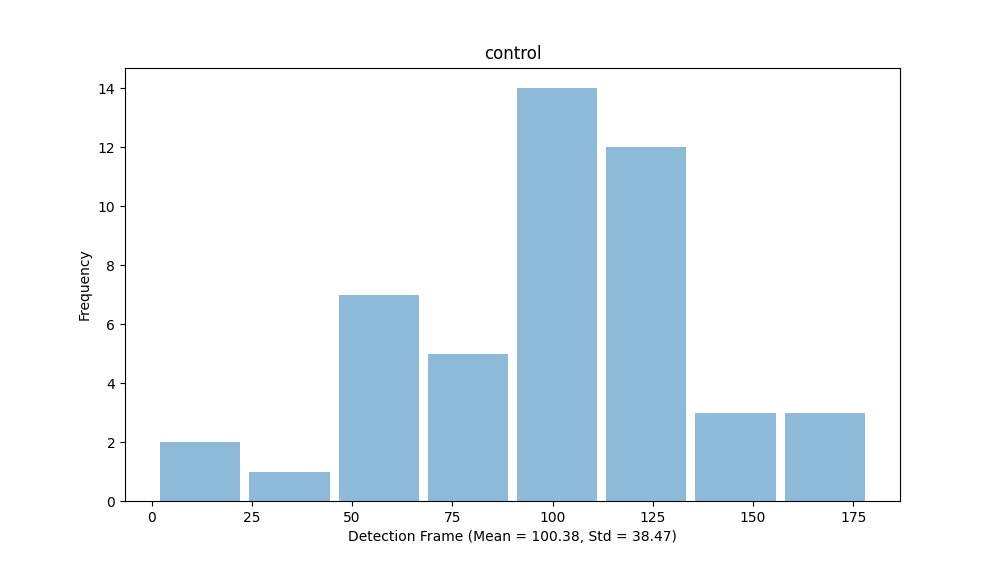 control
14
12
10
8
6
4
2
0
Frequency
0 25 50 75 100 125 150 175
Detection Frame (Mean = 100.38, Std = 38.47)